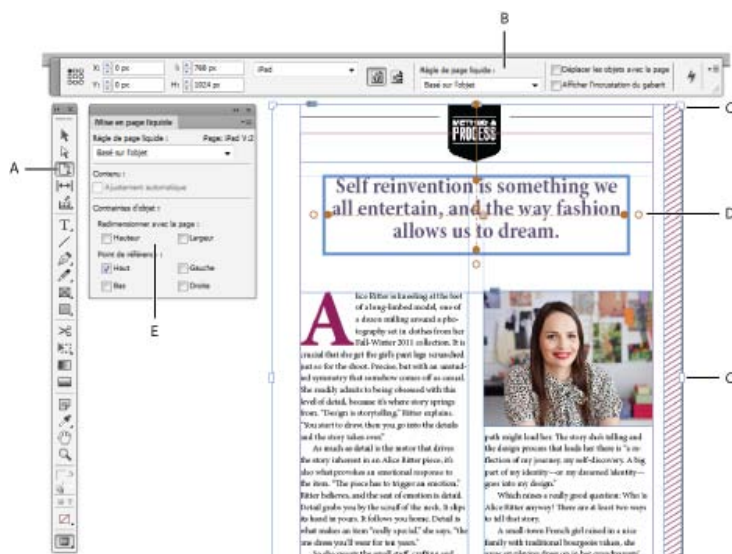 B
X: 0 px
L: 768 px
iPad
Règle de page liquide :
Déplacer les objets avec la page
Y: 0 px
H: 1024 px
Basé sur l'objet
Afficher l'incrustation du gabarit
A
Mise en page liquide
Règle de page liquide :
Page: iPad V:2
Basé sur l'objet
Contenu :
Ajustement automatique
Contraintes d'objet :
Redimensionner avec la page :
Hauteur
Largeur
Point de référence :
Haut
Gauche
Bas
Droite
E
C
PROCESS
Self reinvention is something we
all entertain, and the way fashion
allows us to dream.
D
C
Alice Ritter is kneeling at the feet
of a long-limbed model, one of
a dozen milling around a pho-
tography set in clothes from her
Fall-Winter 2011 collection. It is
crucial that she get the girl's pant legs scrunched
just so for the shoot. Precise, but with an unstud-
ied symmetry that somehow comes off as casual.
She readily admits to being obsessed with this
level of detail, because it's where story springs
from. "Design is storytelling," Ritter explains.
"You start to dress then you go into the details
and the story takes over."
As much as detail is the motor that drives
the story inherent in an Alice Ritter piece, it's
also what provokes an emotional response to
the item. "The piece has to trigger an emotion,"
Ritter believes, and the seat of emotion is detail.
Detail grabs you by the scruff of the neck. It slips
its hand in yours. It follows you home. Detail is
what makes an item "really special," she says, "the
one dress you'll wear for ten years."
path might lead her. The story she's telling and
the design process that leads her there is "a re-
flection of my journey, my self-discovery. A big
part of my identity—or my dreamed identity—
goes into my design."
Which raises a really good question: Who is
Alice Ritter anyway? There are at least two ways
to tell that story.
A small-town French girl raised in a nice
family with traditional bourgeois values, she